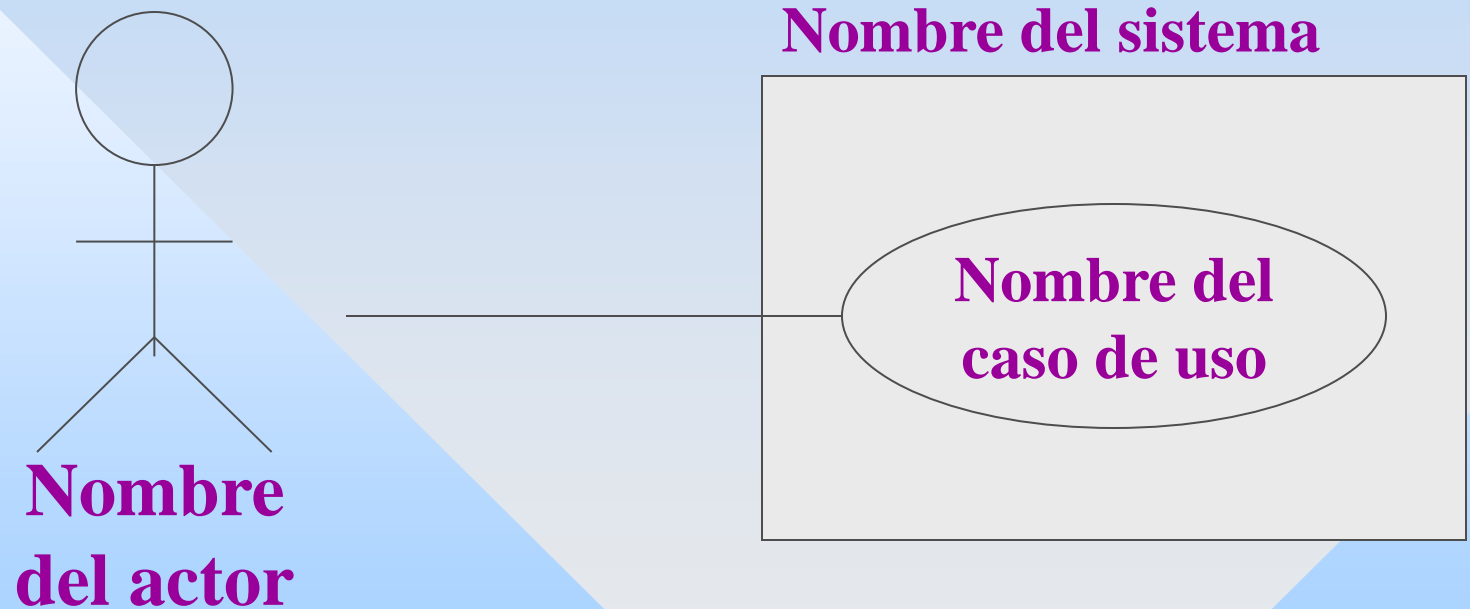 Nombre del sistema
Nombre del
caso de uso
Nombre
del actor